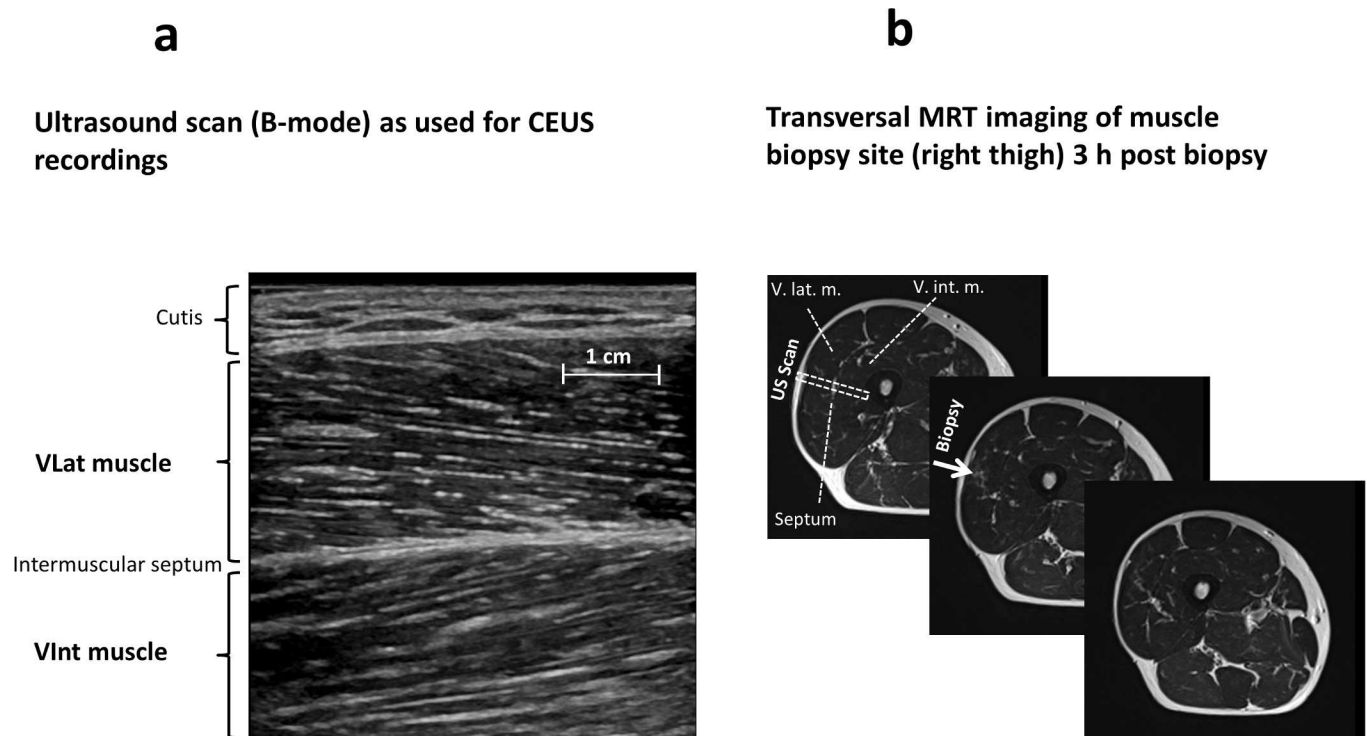 a
Ultrasound scan (B-mode) as used for CEUS
recordings
Cutis
1 cm
VLat muscle
Intermuscular septum
VInt muscle
b
Transversal MRT imaging of muscle
biopsy site (right thigh) 3 h post biopsy
V. lat. m.
V. int. m.
US Scan
Septum
Biopsy